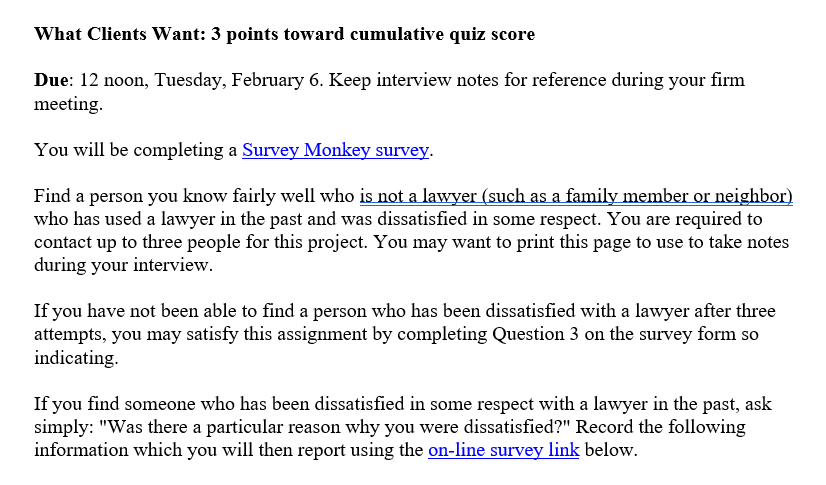 What Clients Want: 3 points toward cumulative quiz score
Due: 12 noon, Tuesday, February 6. Keep interview notes for reference during your firm
meeting.
You will be completing a Survey Monkey survey.
Find a person you know fairly well who is not a lawyer (such as a family member or neighbor)
who has used a lawyer in the past and was dissatisfied in some respect. You are required to
contact up to three people for this project. You may want to print this page to use to take notes
during your interview.
If you have not been able to find a person who has been dissatisfied with a lawyer after three
attempts, you may satisfy this assignment by completing Question 3 on the survey form so
indicating.
If you find someone who has been dissatisfied in some respect with a lawyer in the past, ask
simply: "Was there a particular reason why you were dissatisfied?" Record the following
information which you will then report using the on-line survey link below.